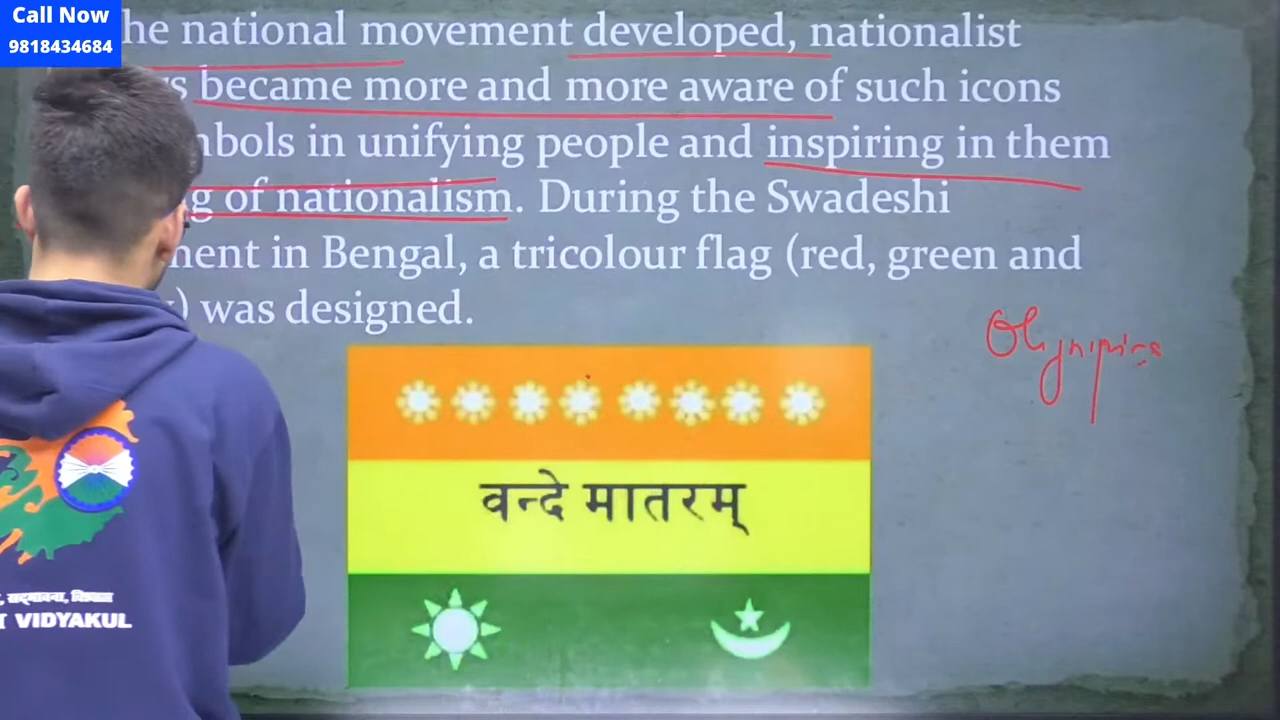 Call Now
9818434684
he national movement developed, nationalist
s became more and more aware of such icons
mbols in unifying people and inspiring in them
g of nationalism. During the Swadeshi
ment in Bengal, a tricolour flag (red, green and
) was designed.
Olympics
वन्दे मातरम्
VIDYAKUL